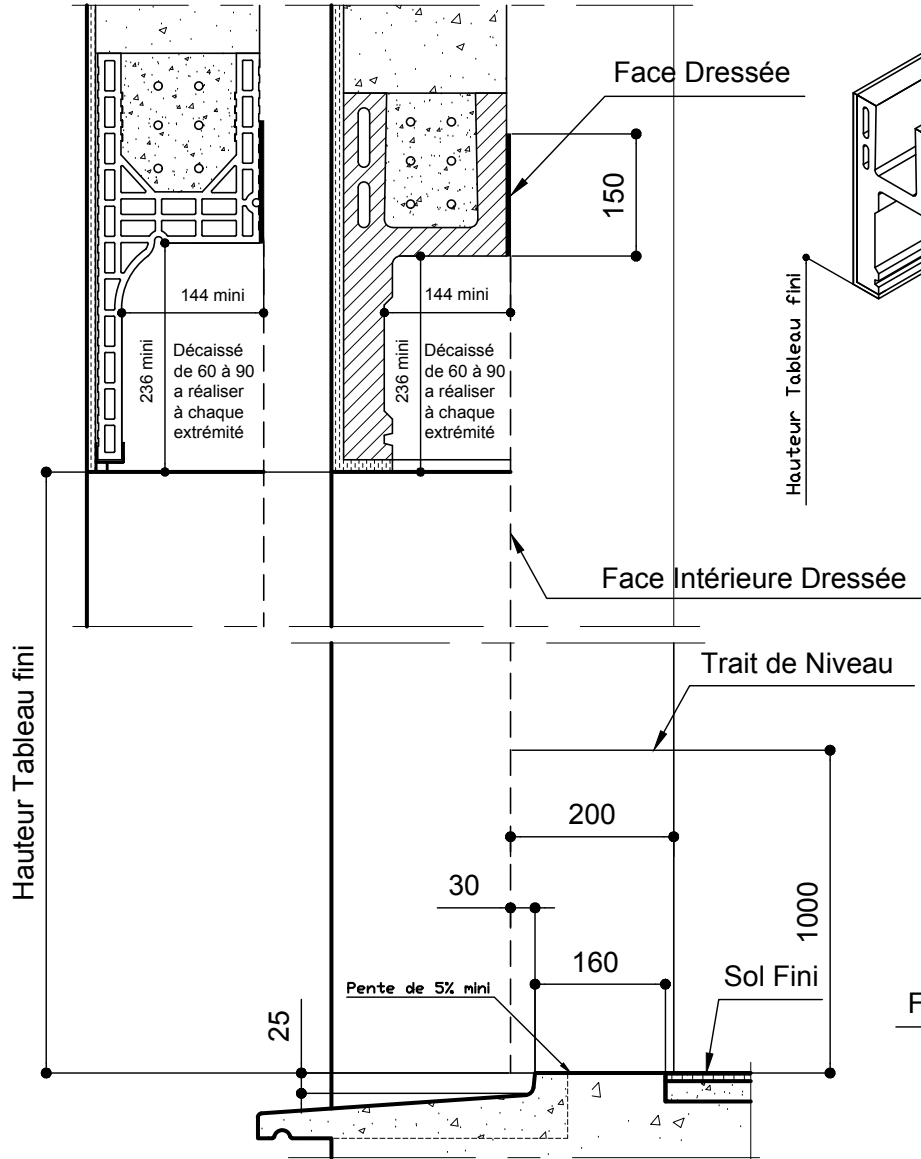 Face Dressée
150
144 mini
144 mini
236 mini
Décaissé
de 60 à 90
a réaliser
à chaque
extrémité
236 mini
Décaissé
de 60 à 90
a réaliser
à chaque
extrémité
Hauteur Tableau fini
Face Intérieure Dressée
Trait de Niveau
Hauteur Tableau fini
200
30
1000
160
Sol Fini
Pente de 5% mini
25
F